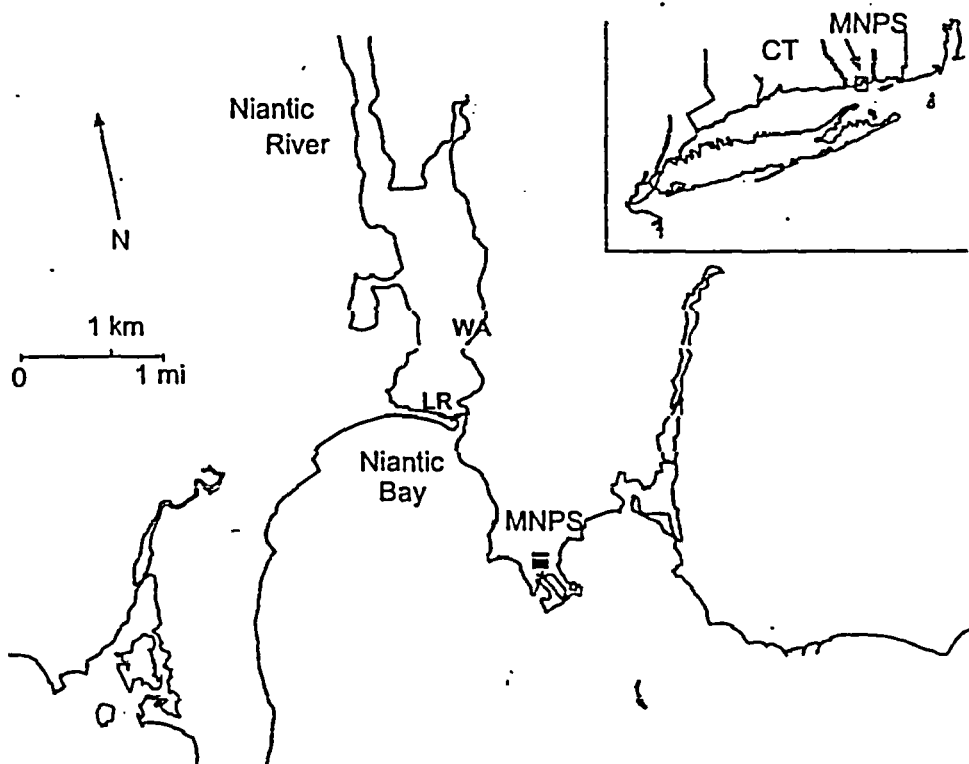 MNPS
CT
Niantic
River
N
1 km
0 1 mi
WA
LR
Niantic
Bay
MNPS